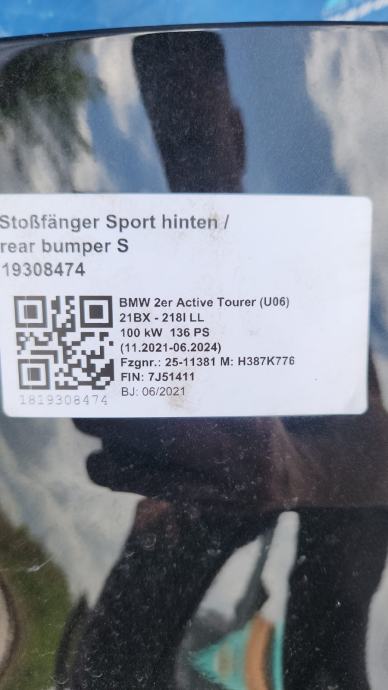 Stoßfänger Sport hinten /
rear bumper S
19308474
BMW 2er Active Tourer (U06)
21BX - 218I LL
100 kW 136 PS
(11.2021-06.2024)
Fzgnr.: 25-11381 M: H387K776
FIN: 7J51411
BJ: 06/2021
1819308474